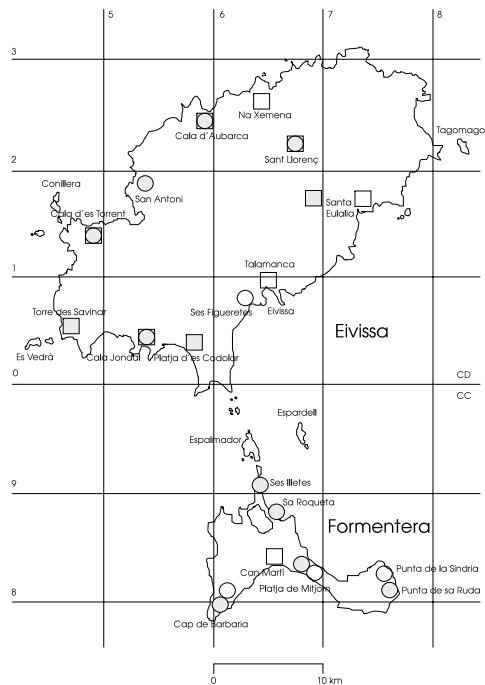 5 6 7 8
3
Na Xemena
Cala d'Aubarca
Tagomago
Sant Llorenç
2
Conillera
San Antoni
Santa
Eulalia
Cala d'es Torrent
Talamanca
1
Ses Figueretes
Eivissa
Torre des Savinar
Eivissa
Es Vedrà
Cala Jondal
Platja d'es Codolar
0
CD
CC
Espardell
Espalmador
Ses Illetes
9
Sa Roqueta
Formentera
Can Martí
Punta de la Sindria
Platja de Mitjorn
Punta de sa Ruda
8
Cap de Barbaria
0 10 km